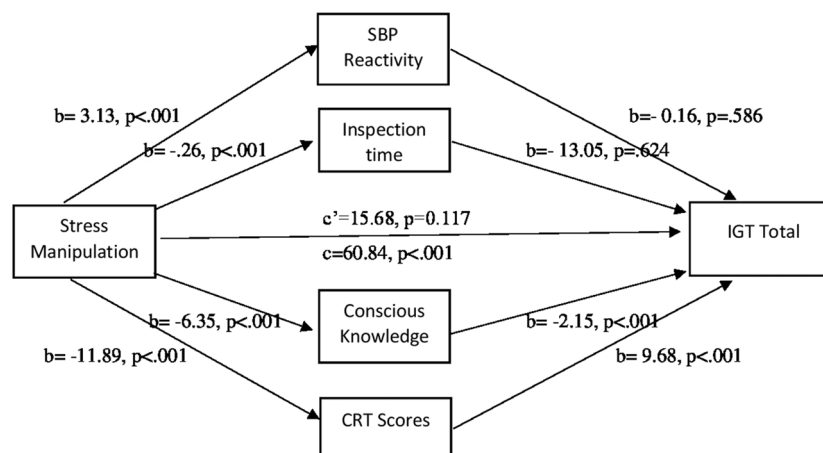 SBP
Reactivity
b= 3.13, p<.001
b=- 0.16, p=.586
Inspection
time
b= -.26, p<.001
b=- 13.05, p=.624
Stress
Manipulation
c’=15.68, p=0.117
c=60.84, p<.001
IGT Total
Conscious
Knowledge
b= -6.35, p<.001
b= -2.15, p<.001
b= -11.89, p<.001
b= 9.68, p<.001
CRT Scores